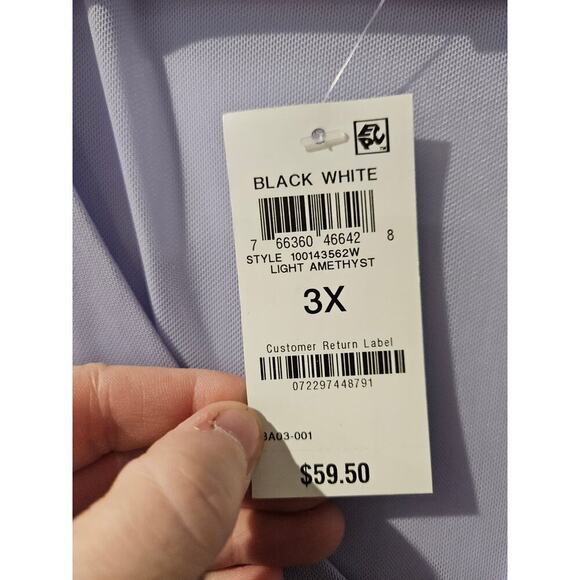 BLACK WHITE
7 66360 46642 8
STYLE 100143562W
LIGHT AMETHYST
3X
Customer Return Label
072297448791
BA03-001
$59.50